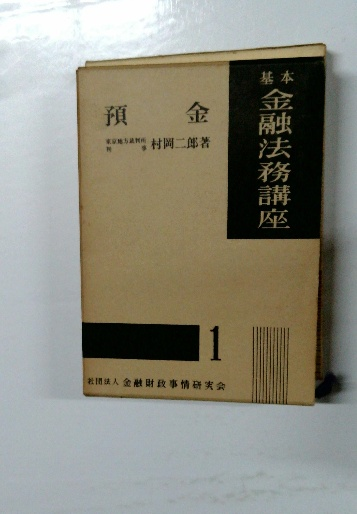 基本
金融法務講座
預金
東京地方裁判所
判事
村岡二郎著
1
社団法人 金融財政事情研究会